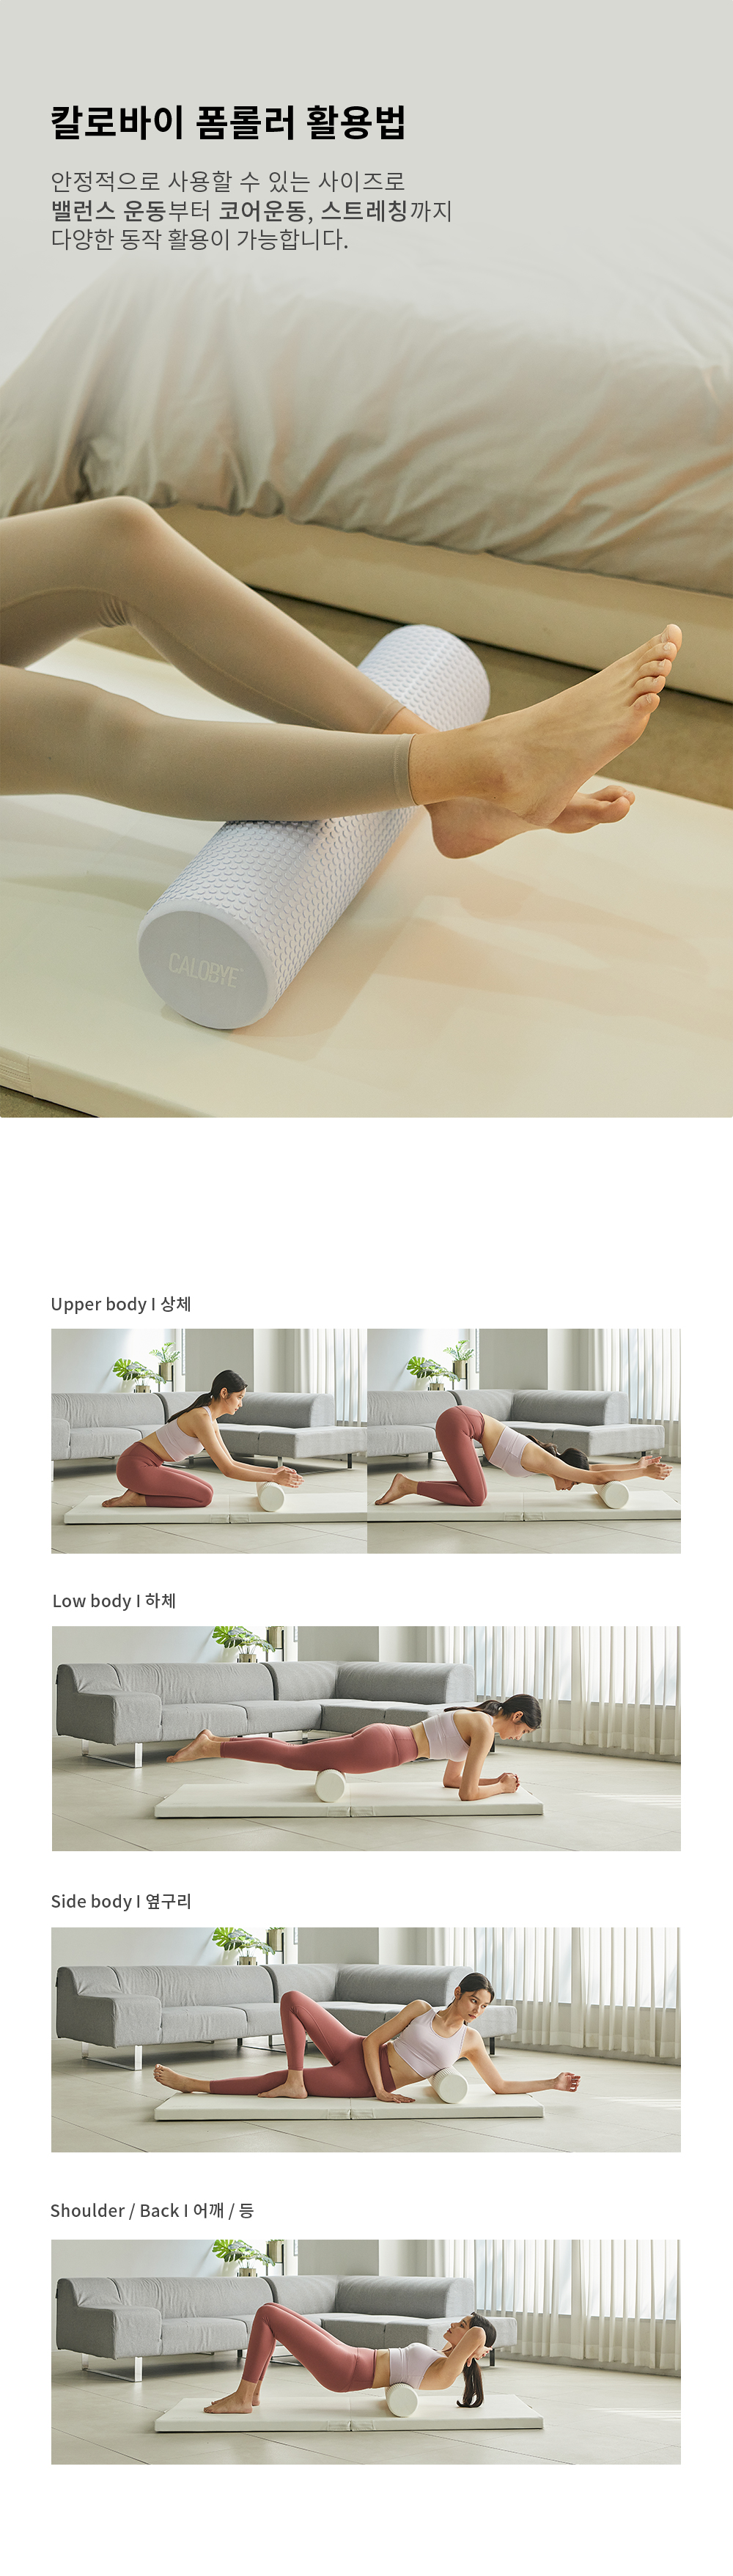 칼로바이 폼롤러 활용법
안정적으로 사용할 수 있는 사이즈로
밸런스 운동부터 코어운동, 스트레칭까지
다양한 동작 활용이 가능합니다.
CALOBYE
Upper body I 상체
Low body I 하체
Side body I 옆구리
Shoulder / Back I 어깨 / 등